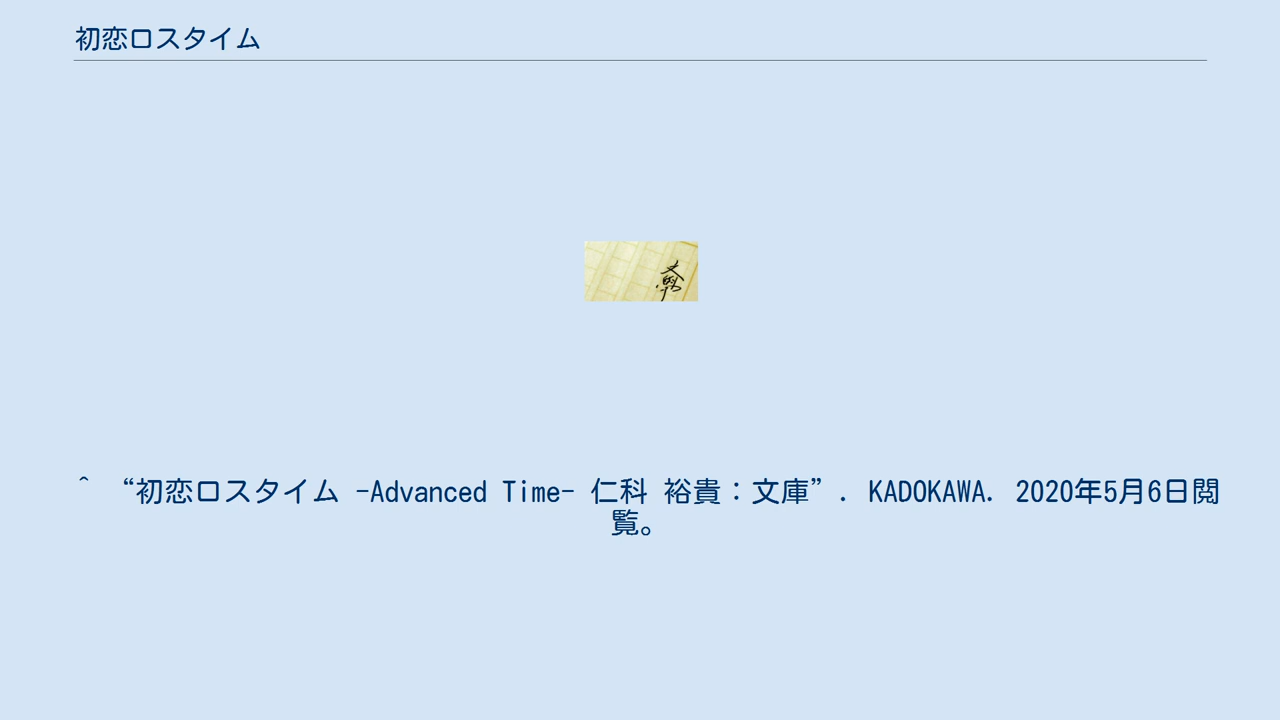 初恋ロスタイム
^ “初恋ロスタイム -Advanced Time- 仁科 裕貴：文庫”. KADOKAWA. 2020年5月6日閲
覧。